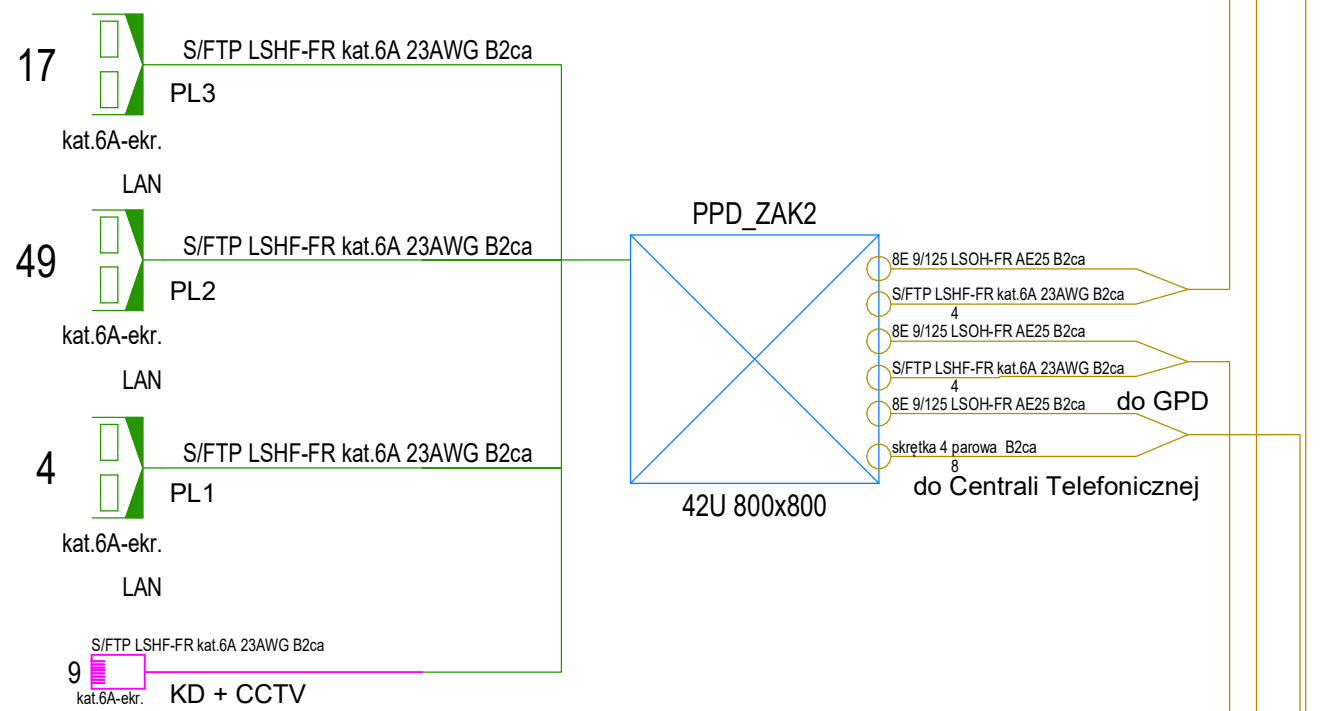 17
S/FTP LSHF-FR kat.6A 23AWG B2ca
PL3
kat.6A-ekr.
LAN
49
S/FTP LSHF-FR kat.6A 23AWG B2ca
PL2
kat.6A-ekr.
LAN
4
S/FTP LSHF-FR kat.6A 23AWG B2ca
PL1
kat.6A-ekr.
LAN
S/FTP LSHF-FR kat.6A 23AWG B2ca
9
kat.6A-ekr.
KD + CCTV
PPD_ZAK2
42U 800x800
8E 9/125 LSOH-FR AE25 B2ca
S/FTP LSHF-FR kat.6A 23AWG B2ca
4
8E 9/125 LSOH-FR AE25 B2ca
S/FTP LSHF-FR kat.6A 23AWG B2ca
4
8E 9/125 LSOH-FR AE25 B2ca
do GPD
skrętka 4 parowa B2ca
8
do Centrali Telefonicznej